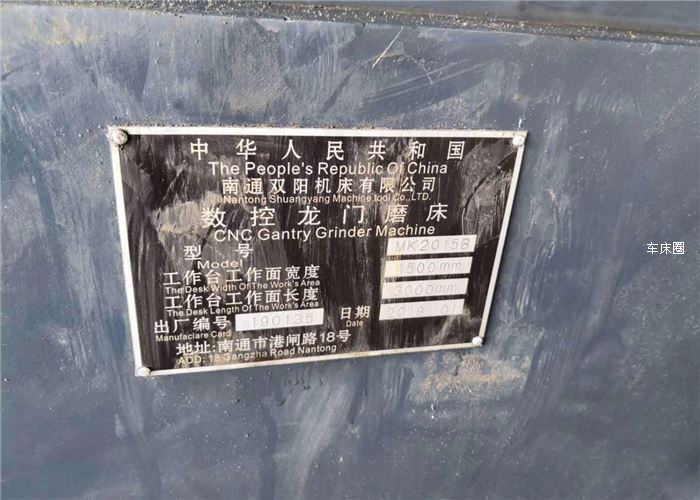 中华人民共和国
The People's Republic Of China
南通双阳机床有限公司
Nantong Shuangyang Machine tool Co.,LTD.
数控龙门磨床
CNC Gantry Grinder Machine
型号 MK2015B
Model
工作台工作面宽度 1500mm
The Desk Width Of The Work's Area
工作台工作面长度 3000mm
The Desk Length Of The Work's Area
出厂编号 190135 日期 2019.01
Manufaclare Card Date
地址:南通市港闸路18号
ADD: 18 Gangzha Road Nantong
车床圈